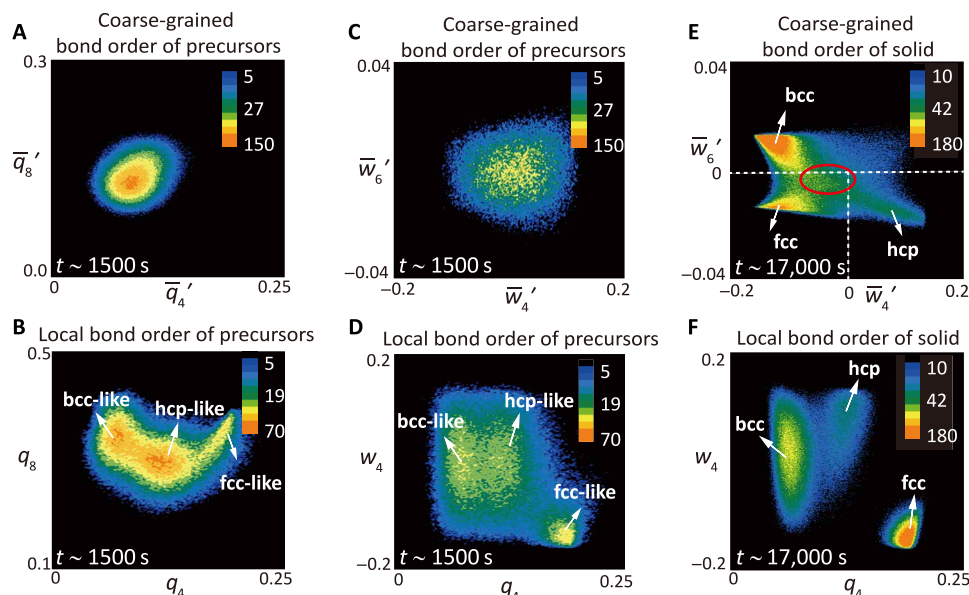 A
Coarse-grained
bond order of precursors
0.3
5
27
150
q̅₈′
t ~ 1500 s
0.0
0
q̅₄′
0.25
C
Coarse-grained
bond order of precursors
0.04
5
27
150
w̅₆′
t ~ 1500 s
−0.04
−0.2
w̅₄′
0.2
E
Coarse-grained
bond order of solid
0.04
10
42
180
bcc
w̅₆′
0
fcc
hcp
t ~ 17,000 s
−0.04
−0.2
0
w̅₄′
0.2
B
Local bond order of precursors
0.5
5
19
70
bcc-like
hcp-like
q₈
fcc-like
t ~ 1500 s
0.1
0
q₄
0.25
D
Local bond order of precursors
0.2
5
19
70
hcp-like
bcc-like
w₄
fcc-like
t ~ 1500 s
−0.2
0
q₄
0.25
F
Local bond order of solid
0.2
10
42
180
hcp
bcc
w₄
fcc
t ~ 17,000 s
−0.2
0
q₄
0.25